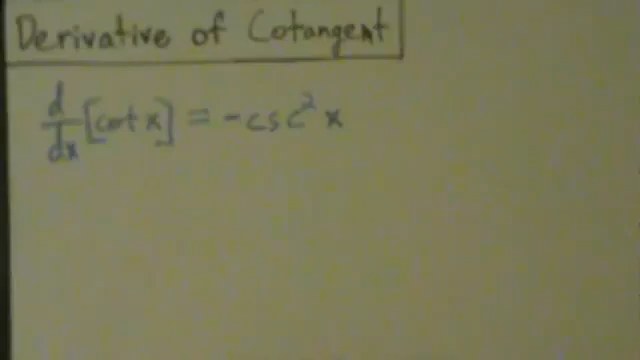 Derivative of Cotangent
d/dx [cot x] = -csc² x